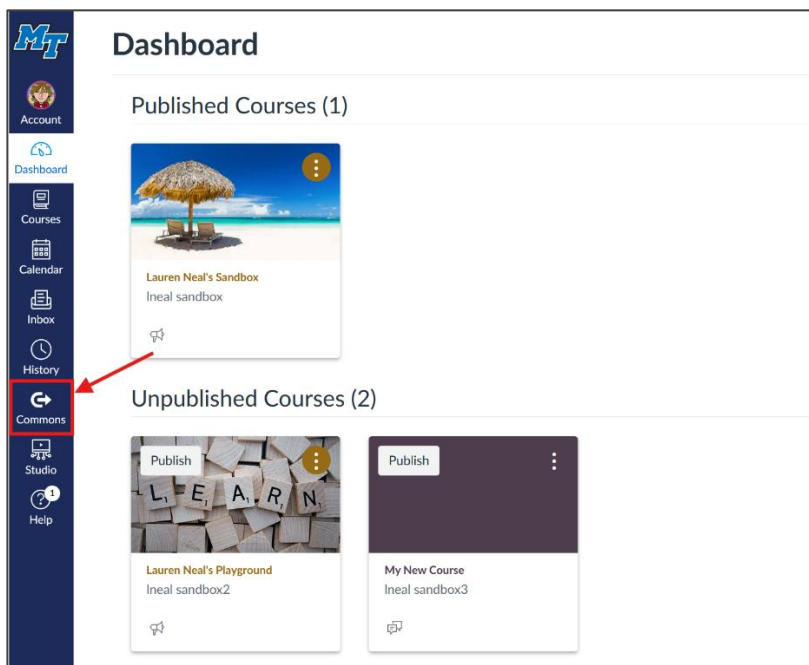 MT
Account
Dashboard
Courses
Calendar
Inbox
History
Commons
Studio
1
Help
Dashboard
Published Courses (1)
Lauren Neal's Sandbox
lneal sandbox
Unpublished Courses (2)
Publish
L E A R N
Lauren Neal's Playground
lneal sandbox2
Publish
My New Course
lneal sandbox3